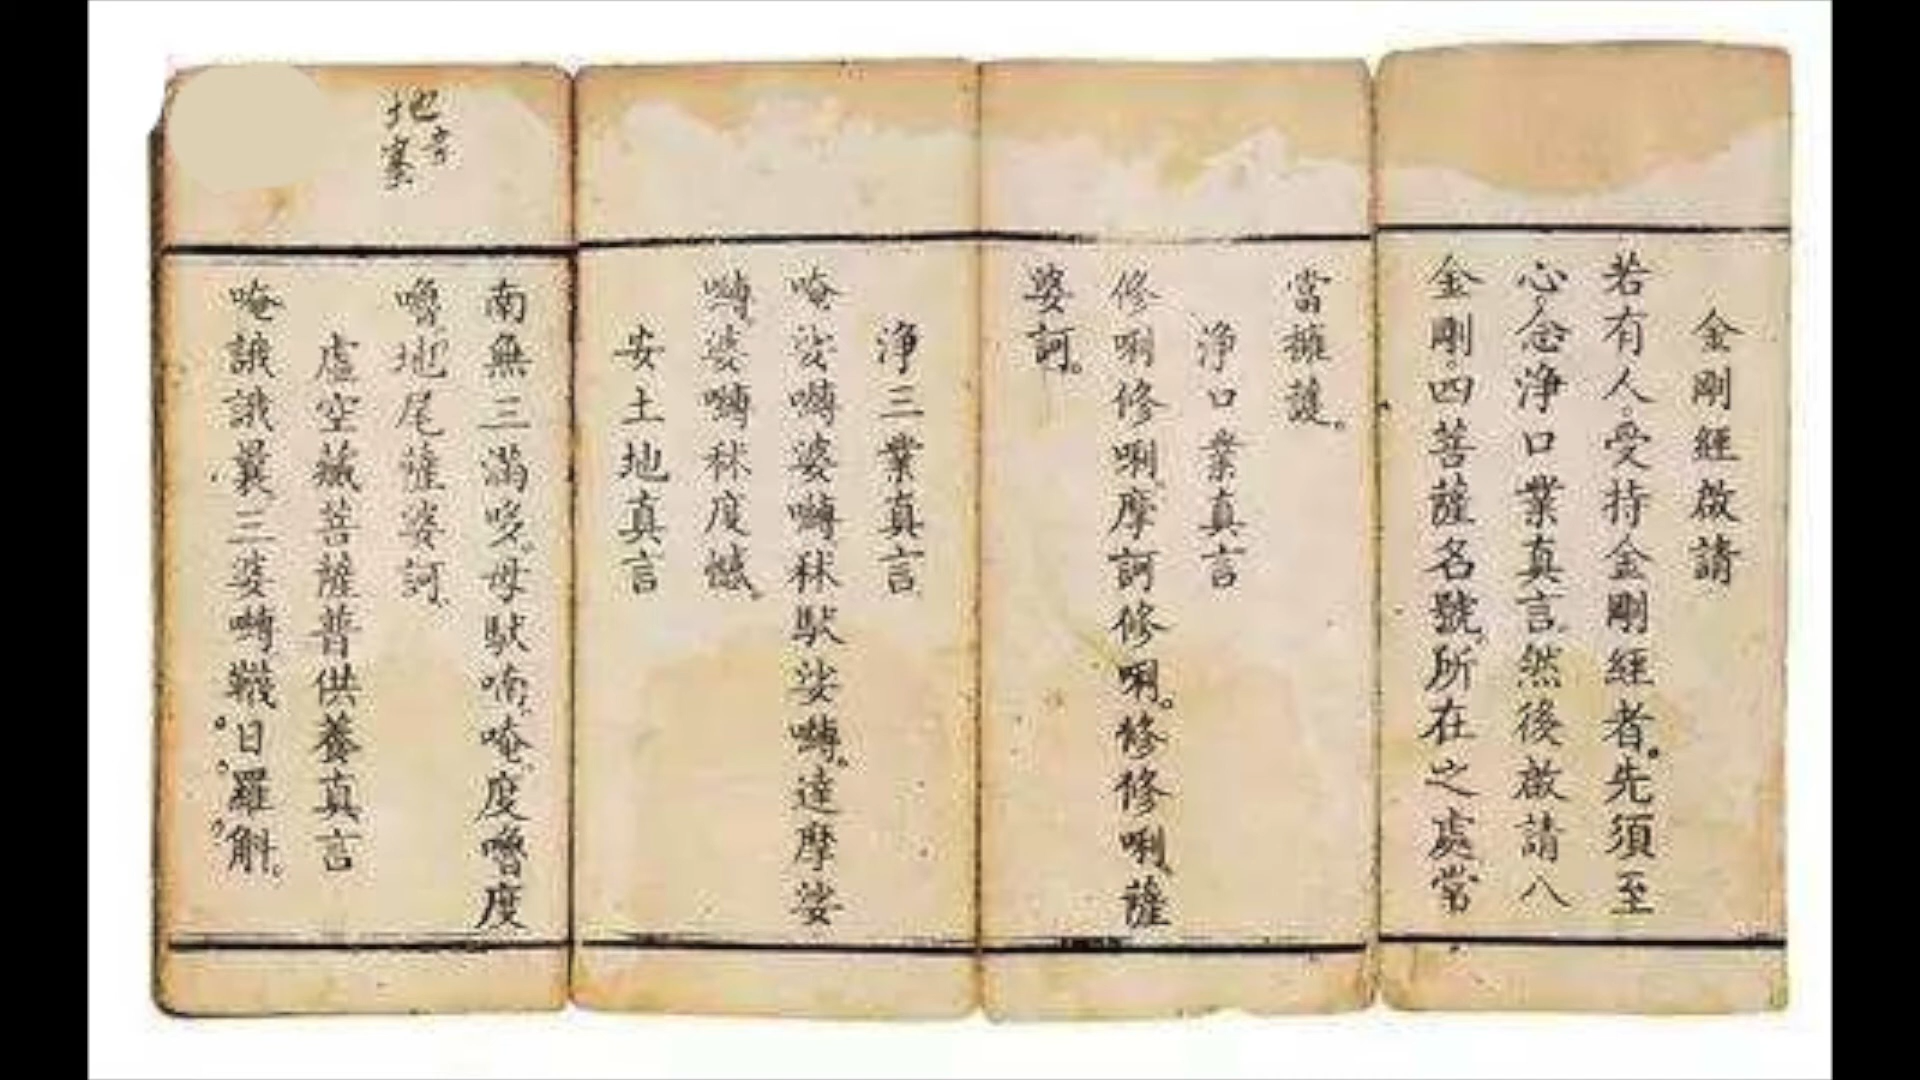 金剛經啟請
若有人。受持金剛經者。先須至
心念淨口業真言。然後啟請八
金剛。四菩薩名號。所在之處常
當擁護。
淨口業真言
修唎修唎。摩訶修唎。修修唎。薩
婆訶。
淨三業真言
唵娑嚩婆嚩秫馱娑嚩。達摩娑
嚩。婆嚩秫度憾。
安土地真言
南無三滿哆。母馱喃。唵。度嚕度
嚕。地尾薩婆訶。
虛空藏菩薩普供養真言
唵誐誐曩三婆嚩韈。日。羅。斛。
地